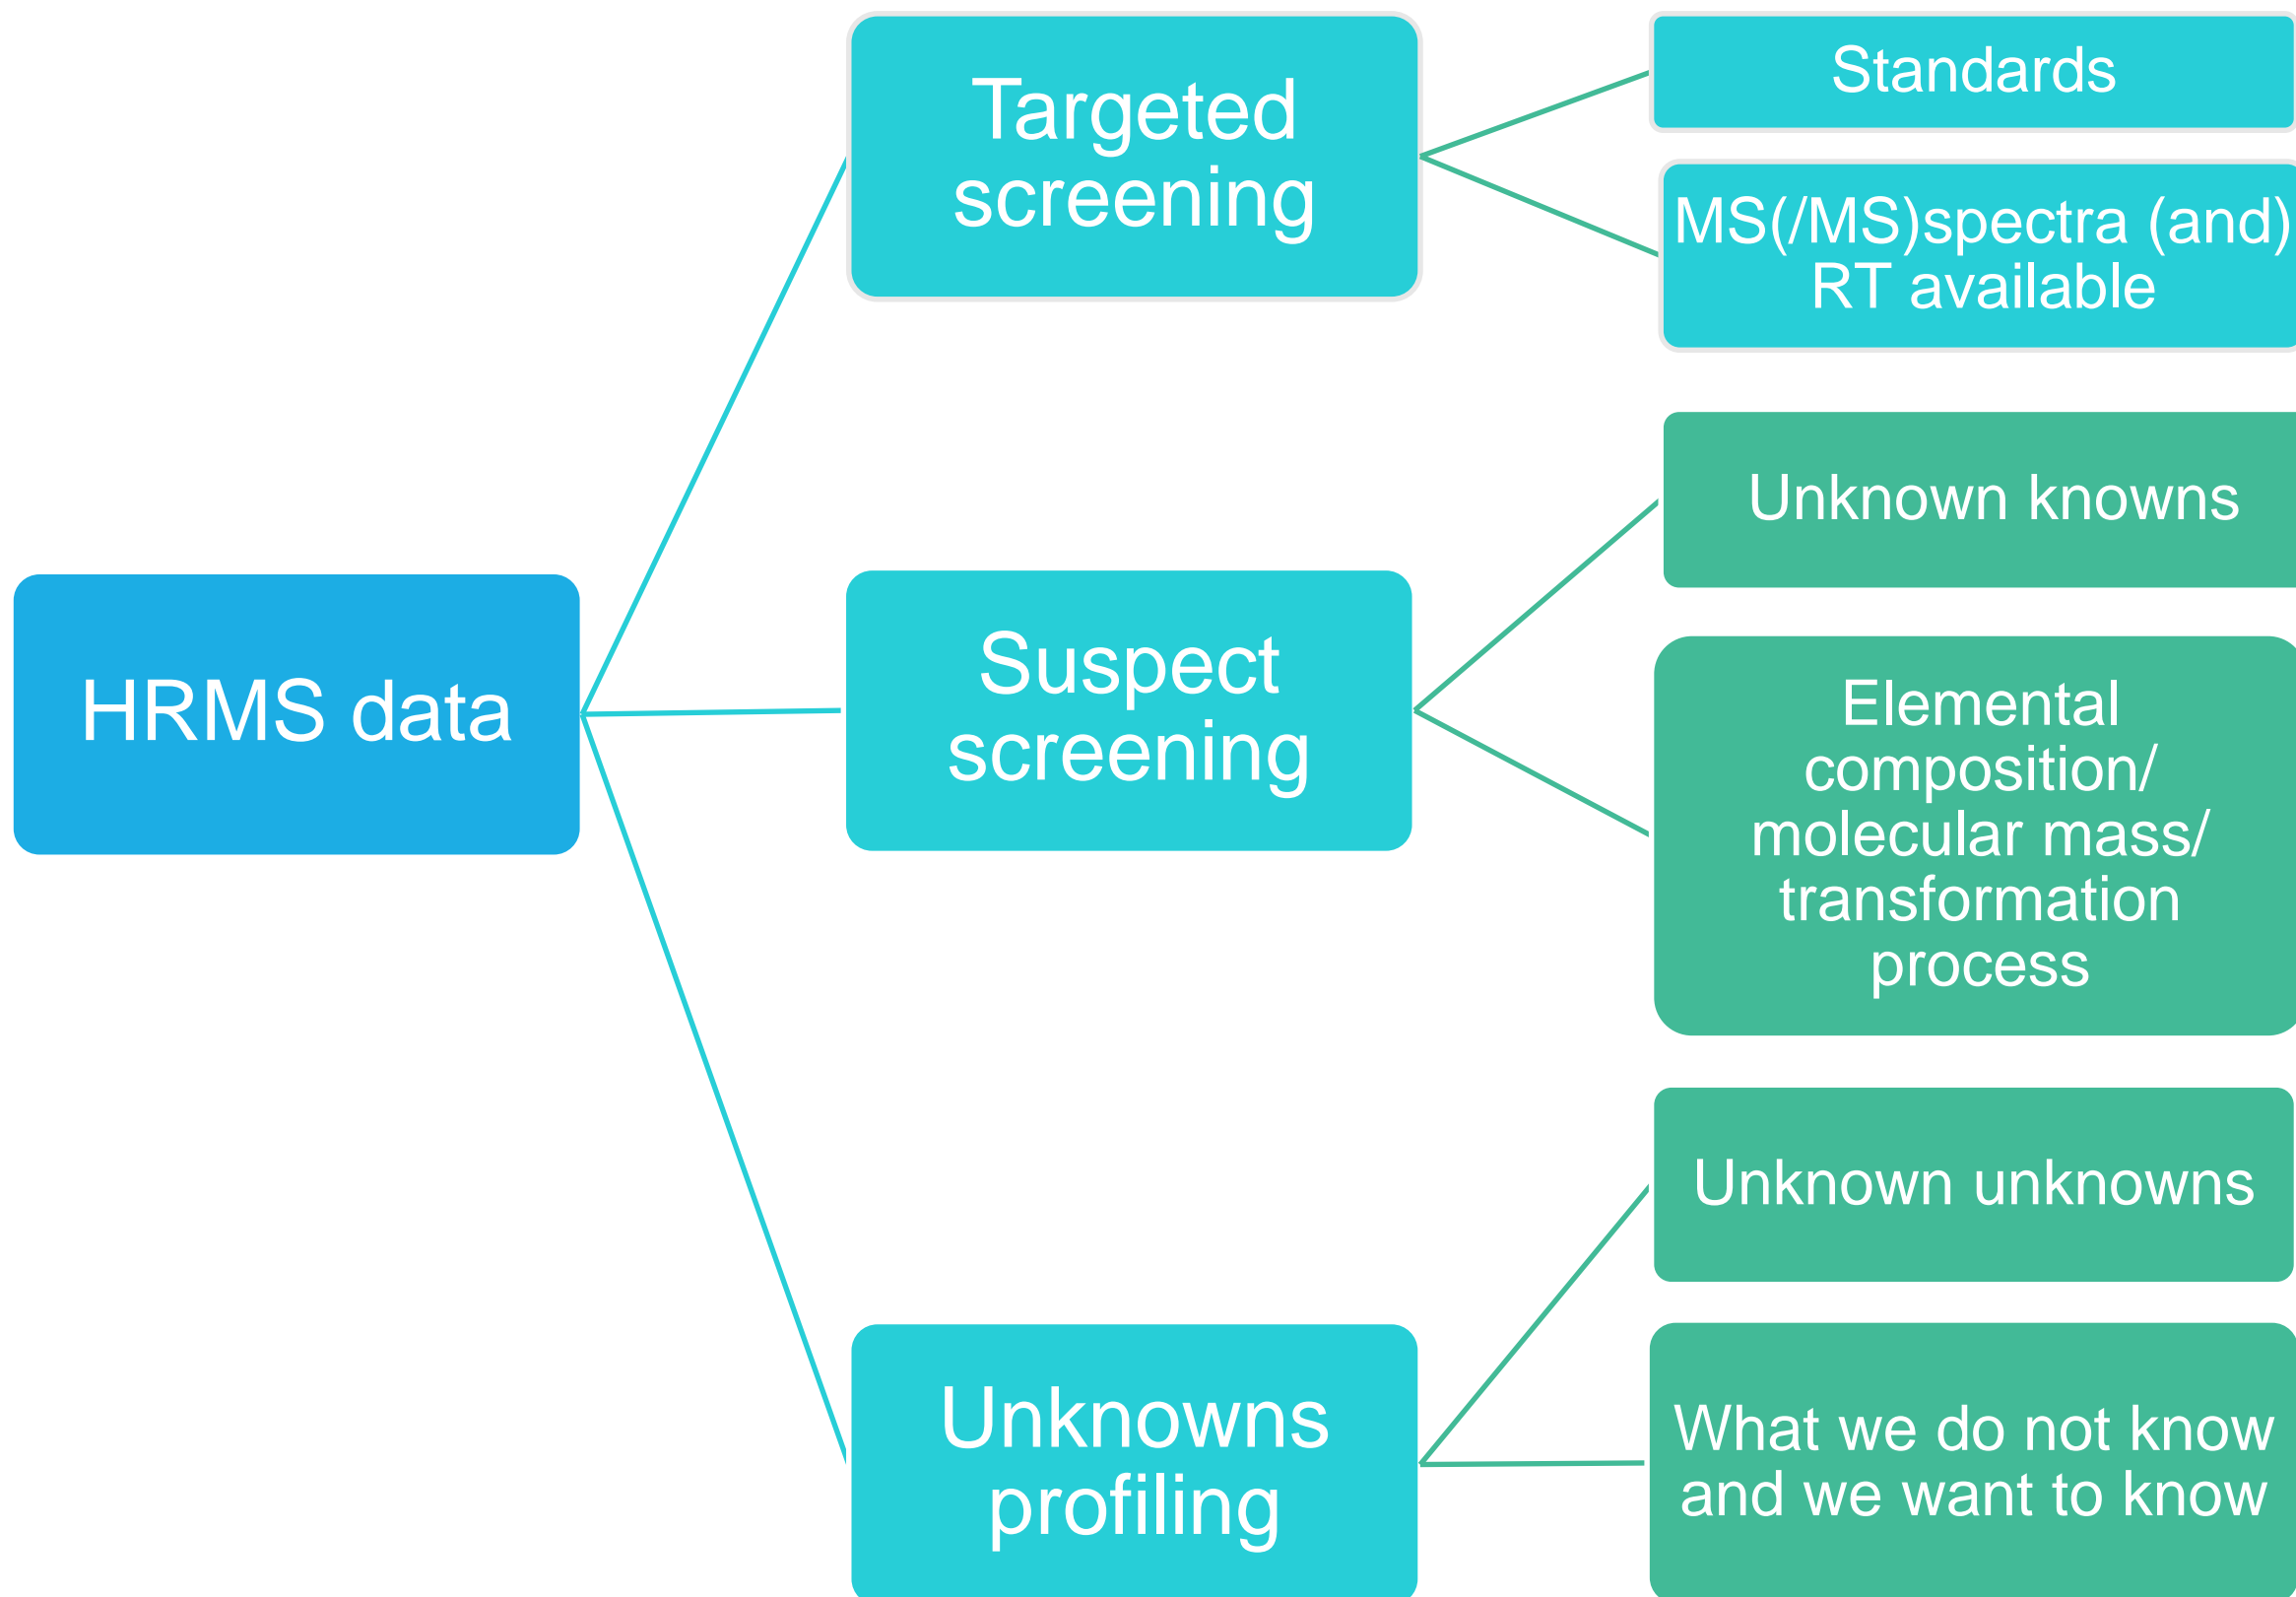 HRMS data
Targeted
screening
Standards
MS(/MS)spectra (and)
RT available
Suspect
screening
Unknown knowns
Elemental
composition/
molecular mass/
transformation
process
Unknowns
profiling
Unknown unknowns
What we do not know
and we want to know